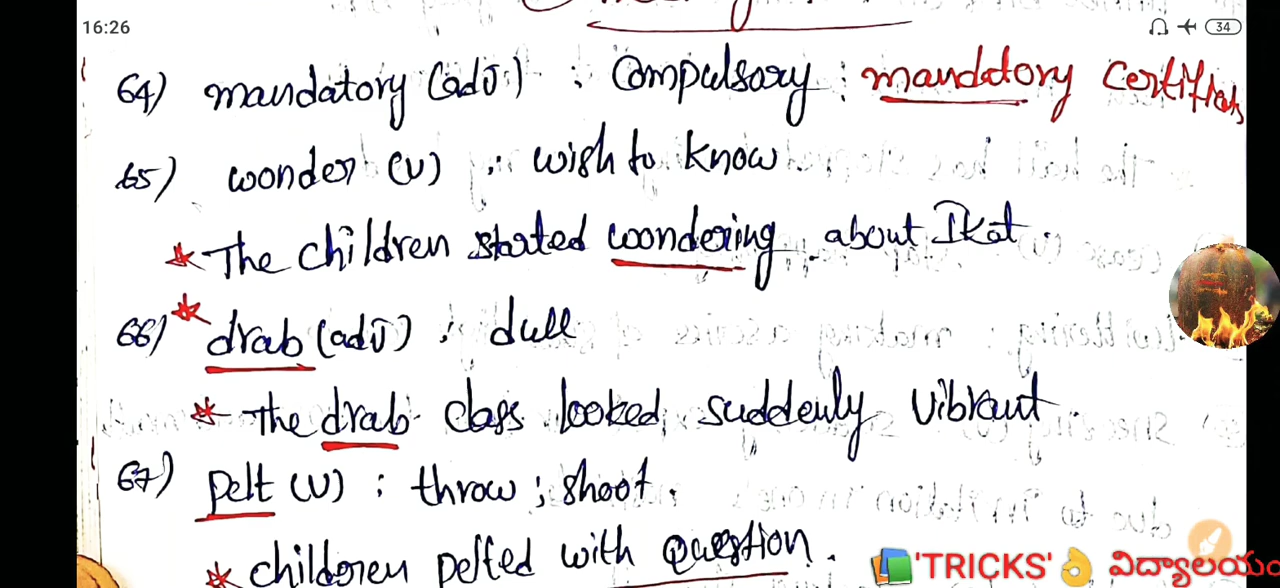 16:26
34
64) mandatory (adJ) : Compulsory : mandatory Certificats
65) wonder (v) : wish to know.
* The children started wondering about Ikat.
66) * drab (adJ) : dull
* The drab class looked suddenly vibrant.
67) pelt (v) : throw ; shoot.
* children pelted with question.
'TRICKS' 👌 విద్యాలయం